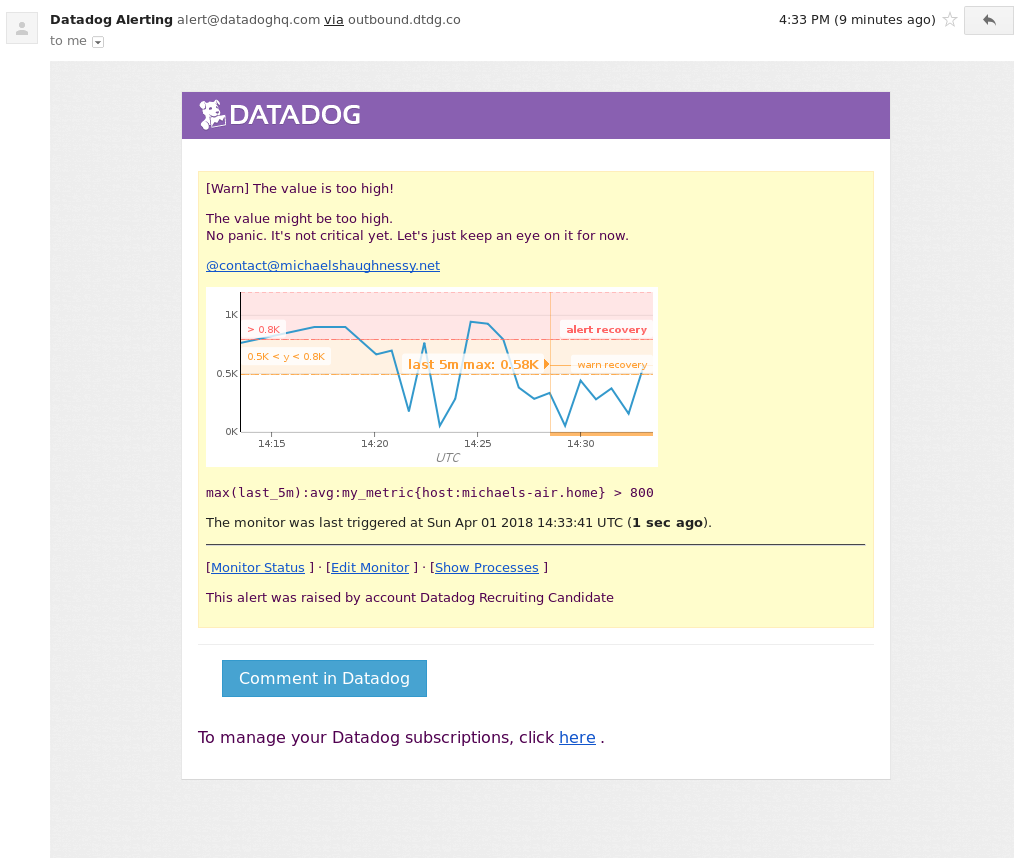 Datadog Alerting alert@datadoghq.com via outbound.dtdg.co 4:33 PM (9 minutes ago)
to me
DATADOG
[Warn] The value is too high!
The value might be too high.
No panic. It's not critical yet. Let's just keep an eye on it for now.
@contact@michaelshaughnessy.net
1K
> 0.8K alert recovery
0.5K < y < 0.8K
last 5m max: 0.58K warn recovery
0.5K
0K
14:15 14:20 14:25 14:30
UTC
max(last_5m):avg:my_metric{host:michaels-air.home} > 800
The monitor was last triggered at Sun Apr 01 2018 14:33:41 UTC (1 sec ago).
[Monitor Status ] · [Edit Monitor ] · [Show Processes ]
This alert was raised by account Datadog Recruiting Candidate
Comment in Datadog
To manage your Datadog subscriptions, click here .